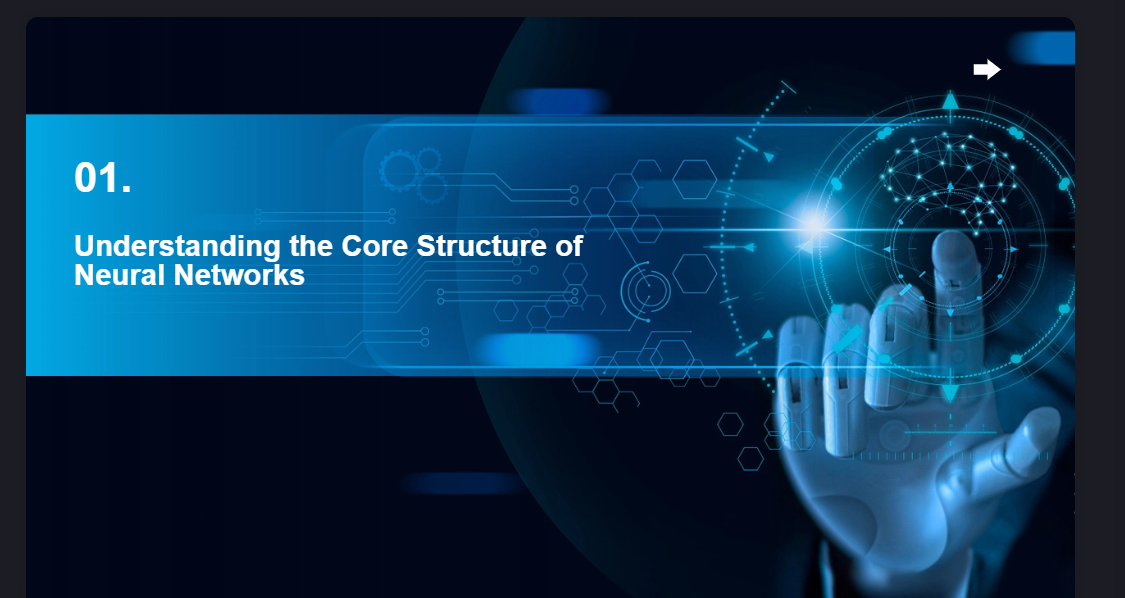 01.
Understanding the Core Structure of
Neural Networks